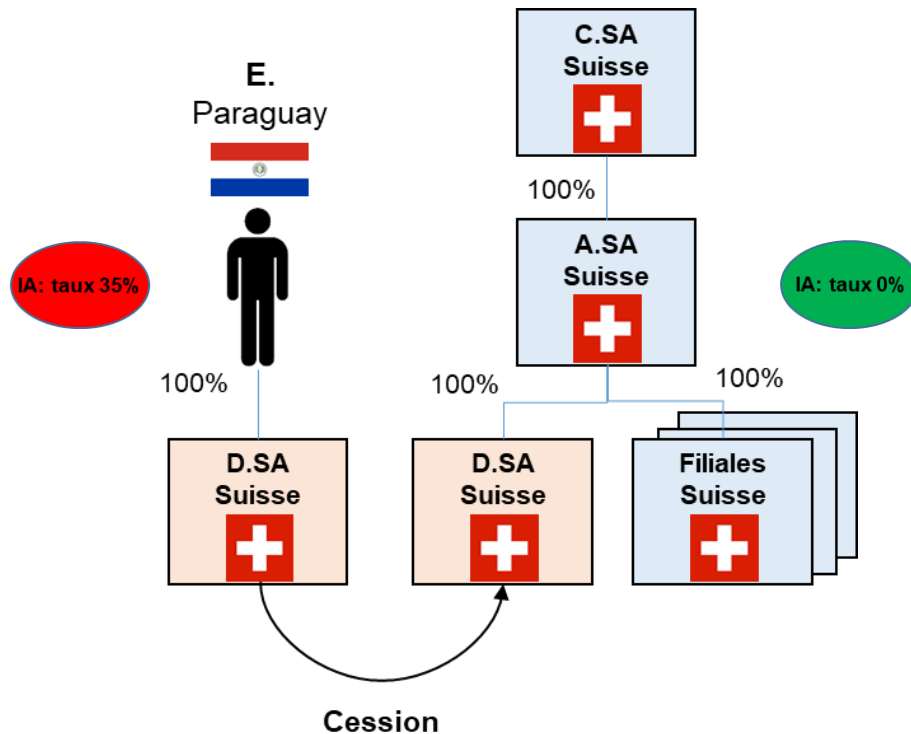 C.SA
Suisse
E.
Paraguay
100%
A.SA
Suisse
IA: taux 35%
IA: taux 0%
100%
100%
100%
D.SA
Suisse
D.SA
Suisse
Filiales
Suisse
Cession